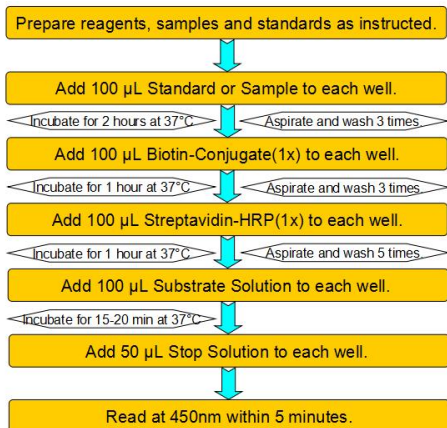 Prepare reagents, samples and standards as instructed.
Add 100 µL Standard or Sample to each well.
Incubate for 2 hours at 37°C
Aspirate and wash 3 times.
Add 100 µL Biotin-Conjugate(1x) to each well.
Incubate for 1 hour at 37°C
Aspirate and wash 3 times.
Add 100 µL Streptavidin-HRP(1x) to each well.
Incubate for 1 hour at 37°C
Aspirate and wash 5 times.
Add 100 µL Substrate Solution to each well.
Incubate for 15-20 min at 37°C
Add 50 µL Stop Solution to each well.
Read at 450nm within 5 minutes.